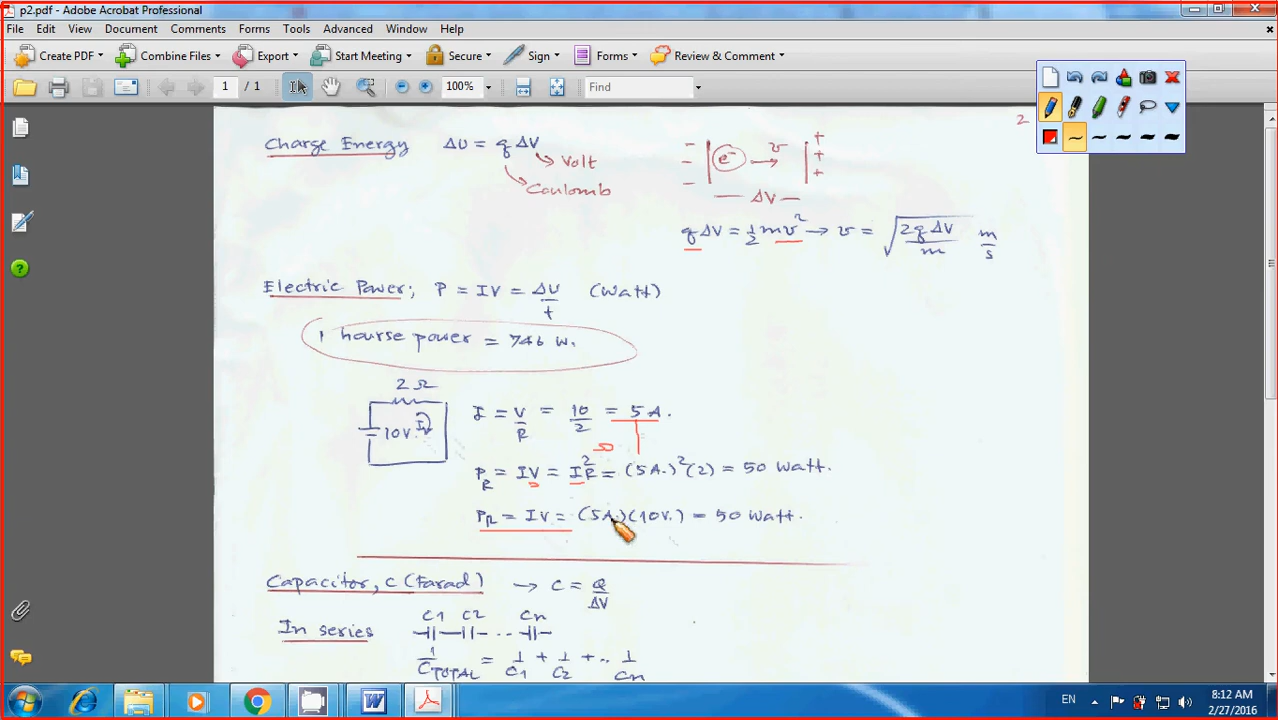 p2.pdf - Adobe Acrobat Professional
File Edit View Document Comments Forms Tools Advanced Window Help
Create PDF Combine Files Export Start Meeting Secure Sign Forms Review & Comment
1 / 1 100% Find
2
Charge Energy ΔU = q ΔV
Volt
Coulomb
- - - e⁻ → v + + +
ΔV
qΔV = 1/2 mv² → v = √(2qΔV/m) m/s
Electric Power; P = IV = ΔU/t (Watt)
1 hourse power = 746 W.
2 Ω
10V. I
I = V/R = 10/2 = 5 A.
50
P_R = IV = I²R = (5A.)²(2) = 50 Watt.
P_R = IV = (5A.)(10V.) = 50 Watt.
Capacitor, C (Farad) → C = Q/ΔV
In series C1 C2 ... Cn
1/C_TOTAL = 1/C1 + 1/C2 + .. 1/Cn
EN 8:12 AM
2/27/2016